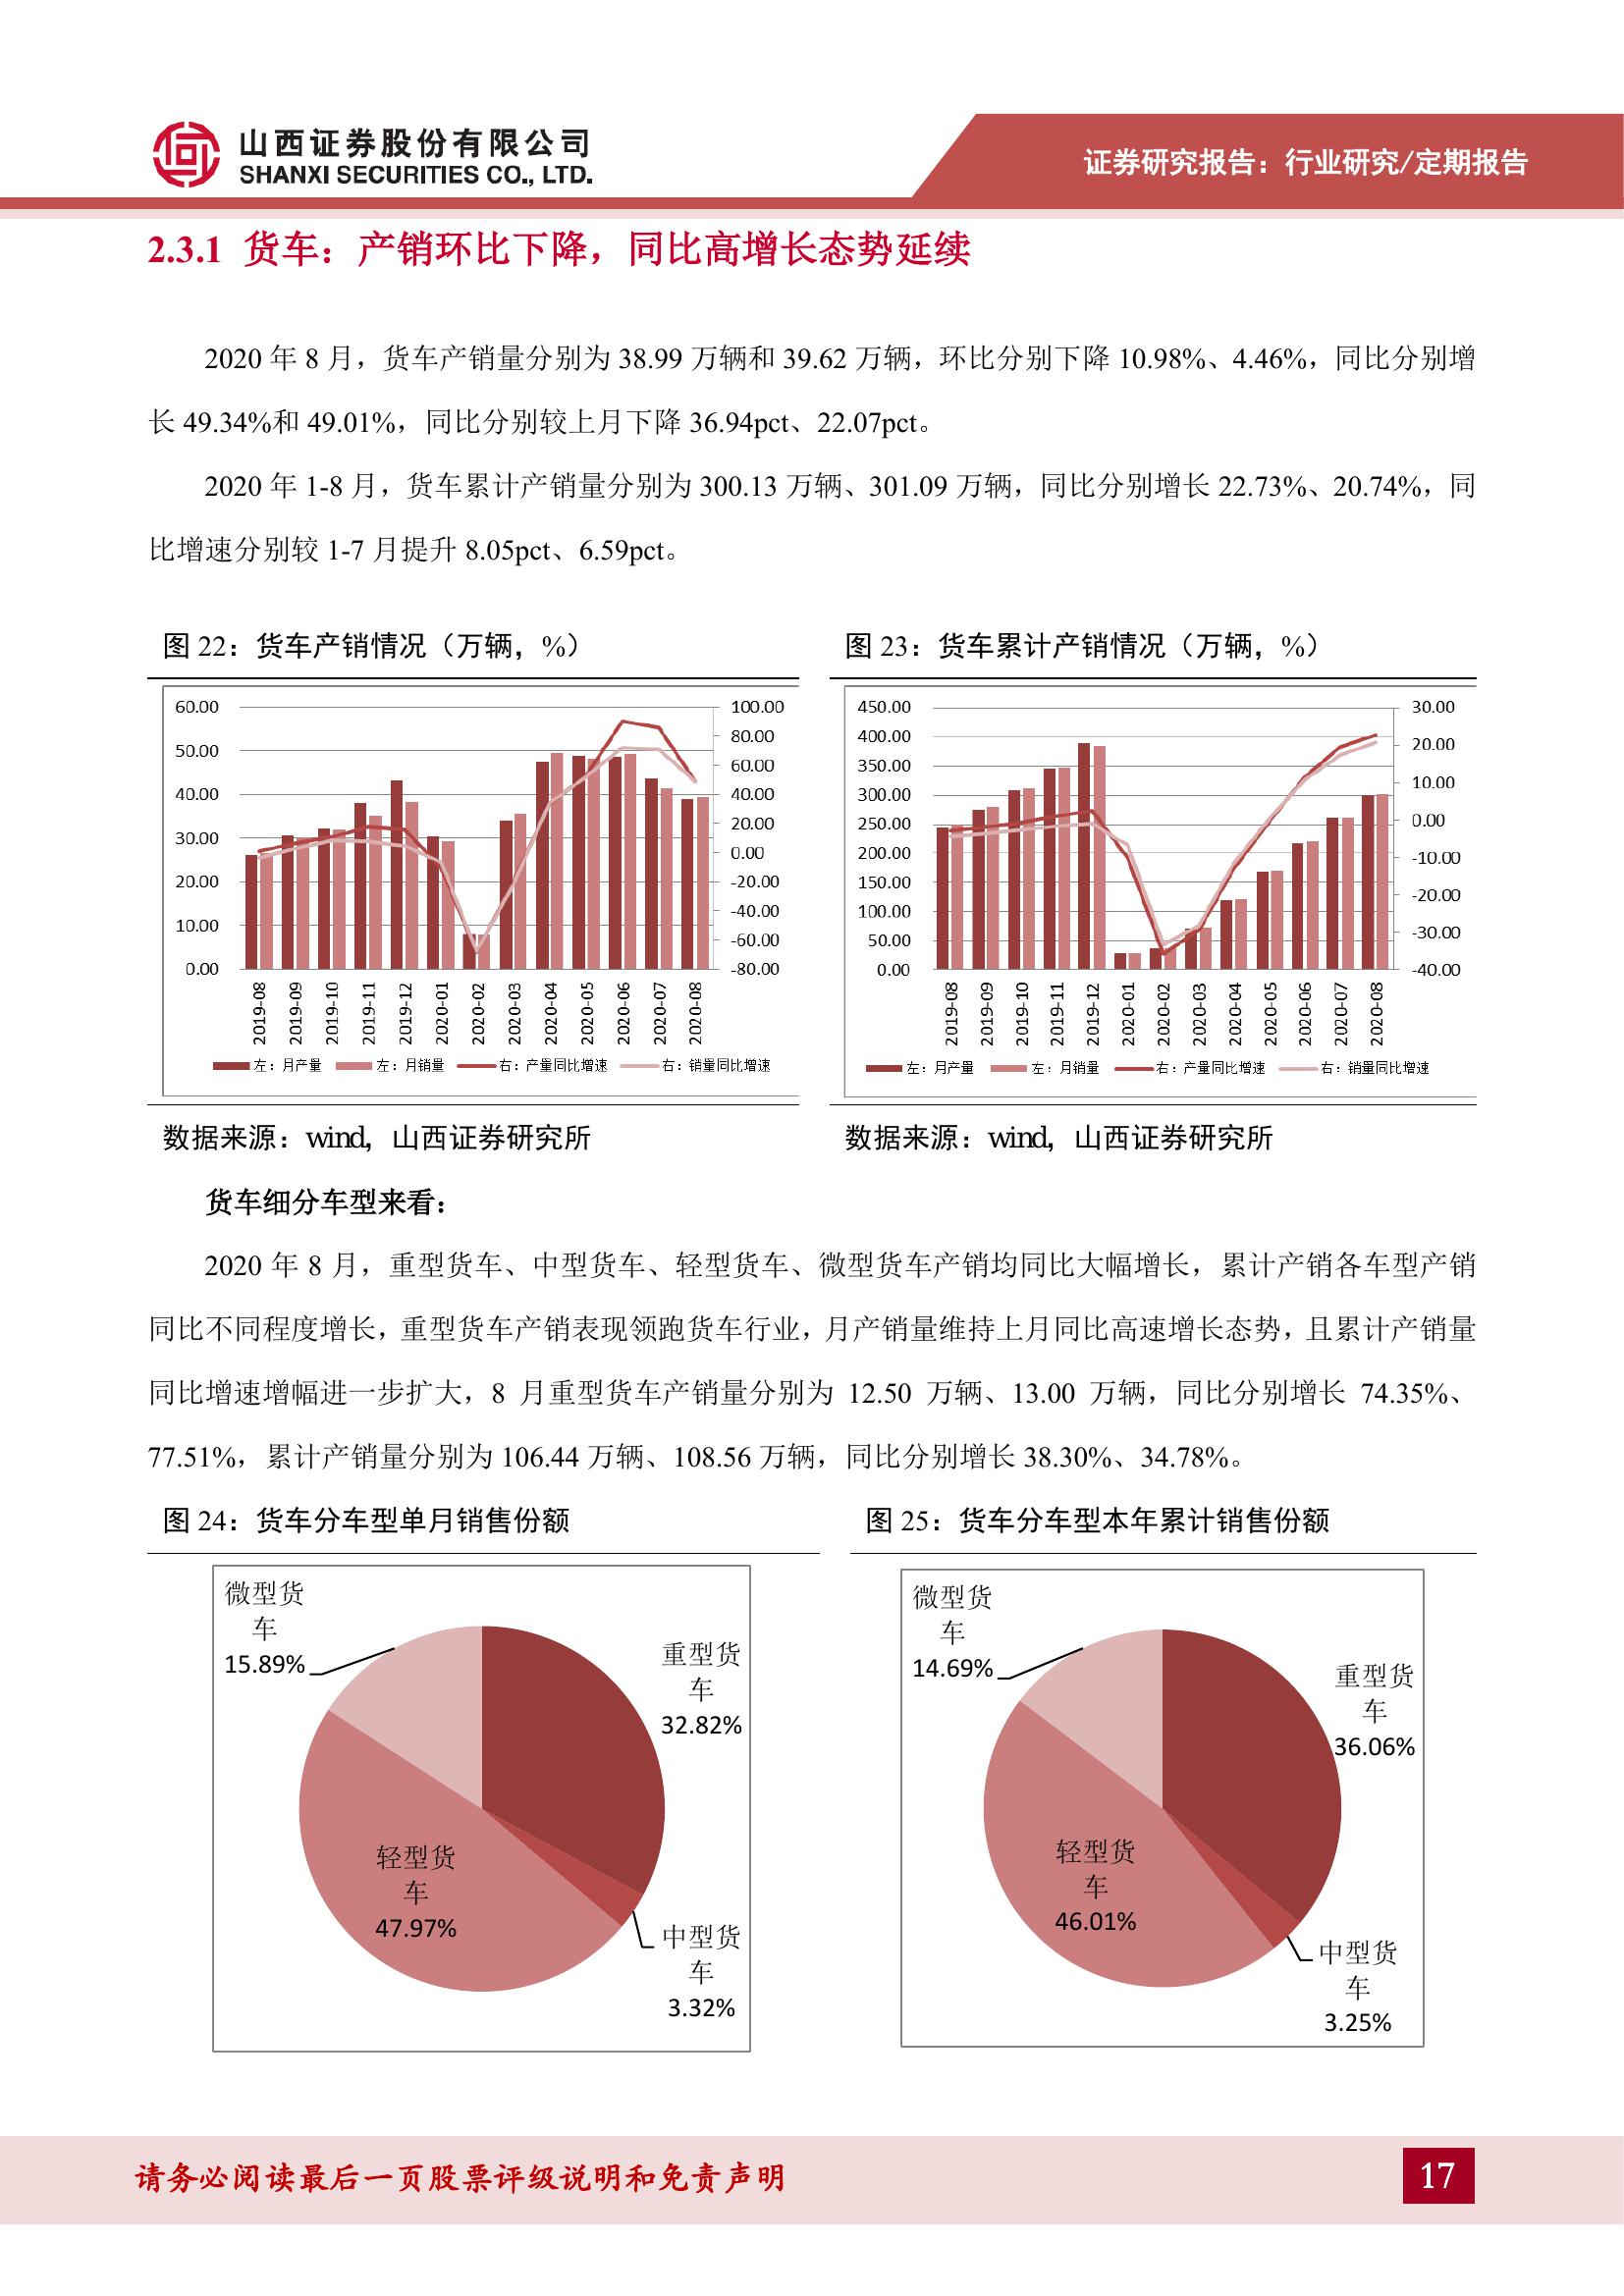 山西证券股份有限公司
SHANXI SECURITIES CO., LTD.
证券研究报告：行业研究/定期报告
2.3.1 货车：产销环比下降，同比高增长态势延续
2020 年 8 月，货车产销量分别为 38.99 万辆和 39.62 万辆，环比分别下降 10.98%、4.46%，同比分别增
长 49.34%和 49.01%，同比分别较上月下降 36.94pct、22.07pct。
2020 年 1-8 月，货车累计产销量分别为 300.13 万辆、301.09 万辆，同比分别增长 22.73%、20.74%，同
比增速分别较 1-7 月提升 8.05pct、6.59pct。
图 22：货车产销情况（万辆，%）
60.00
50.00
40.00
30.00
20.00
10.00
0.00
100.00
80.00
60.00
40.00
20.00
0.00
-20.00
-40.00
-60.00
-80.00
2019-08
2019-09
2019-10
2019-11
2019-12
2020-01
2020-02
2020-03
2020-04
2020-05
2020-06
2020-07
2020-08
左：月产量 左：月销量 右：产量同比增速 右：销量同比增速
数据来源：wind，山西证券研究所
图 23：货车累计产销情况（万辆，%）
450.00
400.00
350.00
300.00
250.00
200.00
150.00
100.00
50.00
0.00
30.00
20.00
10.00
0.00
-10.00
-20.00
-30.00
-40.00
2019-08
2019-09
2019-10
2019-11
2019-12
2020-01
2020-02
2020-03
2020-04
2020-05
2020-06
2020-07
2020-08
左：月产量 左：月销量 右：产量同比增速 右：销量同比增速
数据来源：wind，山西证券研究所
货车细分车型来看：
2020 年 8 月，重型货车、中型货车、轻型货车、微型货车产销均同比大幅增长，累计产销各车型产销
同比不同程度增长，重型货车产销表现领跑货车行业，月产销量维持上月同比高速增长态势，且累计产销量
同比增速增幅进一步扩大，8 月重型货车产销量分别为 12.50 万辆、13.00 万辆，同比分别增长 74.35%、
77.51%，累计产销量分别为 106.44 万辆、108.56 万辆，同比分别增长 38.30%、34.78%。
图 24：货车分车型单月销售份额
微型货
车
15.89%
重型货
车
32.82%
轻型货
车
47.97%
中型货
车
3.32%
图 25：货车分车型本年累计销售份额
微型货
车
14.69%
重型货
车
36.06%
轻型货
车
46.01%
中型货
车
3.25%
请务必阅读最后一页股票评级说明和免责声明
17